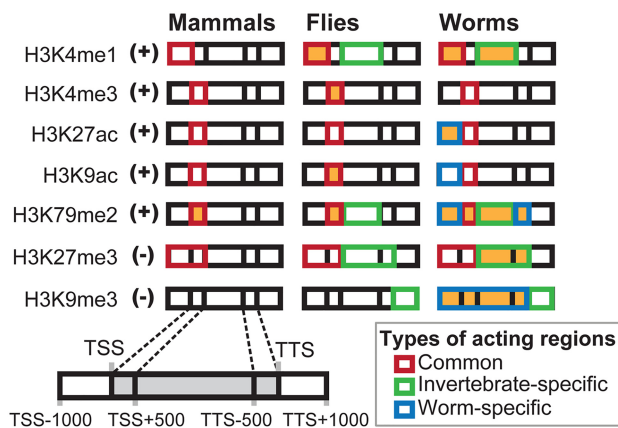 Mammals Flies Worms
H3K4me1 (+)
H3K4me3 (+)
H3K27ac (+)
H3K9ac (+)
H3K79me2 (+)
H3K27me3 (-)
H3K9me3 (-)
TSS TTS
TSS-1000 TSS+500 TTS-500 TTS+1000
Types of acting regions
Common
Invertebrate-specific
Worm-specific